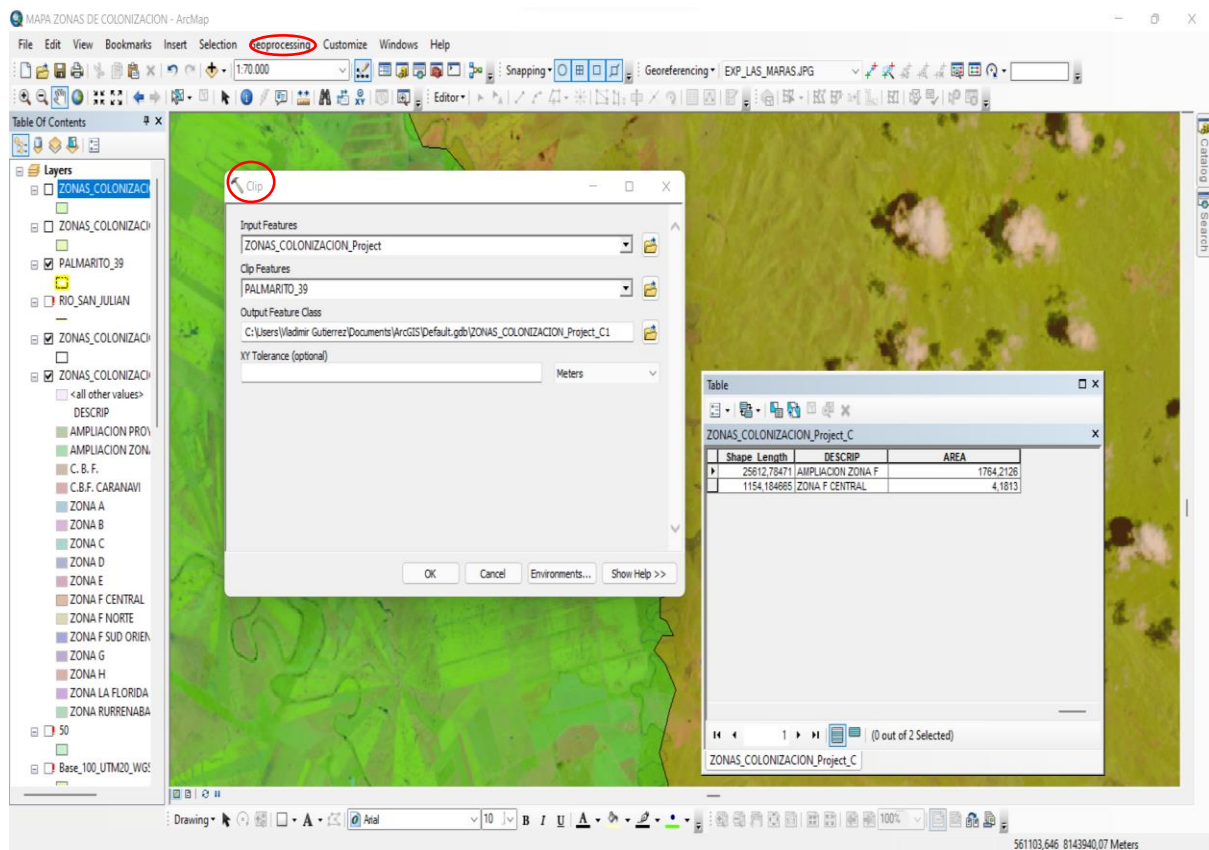 MAPA ZONAS DE COLONIZACION - ArcMap
File Edit View Bookmarks Insert Selection Geoprocessing Customize Windows Help
1:70.000
Snapping
Georeferencing
EXP_LAS_MARAS.JPG
Editor
Table Of Contents
Layers
ZONAS_COLONIZACI
ZONAS_COLONIZACI
PALMARITO_39
RIO_SAN_JULIAN
ZONAS_COLONIZACI
ZONAS_COLONIZACI
<all other values>
DESCRIP
AMPLIACION PROY
AMPLIACION ZON
C. B. F.
C.B.F. CARANAVI
ZONA A
ZONA B
ZONA C
ZONA D
ZONA E
ZONA F CENTRAL
ZONA F NORTE
ZONA F SUD ORIEN
ZONA G
ZONA H
ZONA LA FLORIDA
ZONA RURRENABA
50
Base_100_UTM20_WGS
Clip
Input Features
ZONAS_COLONIZACION_Project
Clip Features
PALMARITO_39
Output Feature Class
C:\Users\Vladimir Gutierrez\Documents\ArcGIS\Default.gdb\ZONAS_COLONIZACION_Project_C1
XY Tolerance (optional)
Meters
OK Cancel Environments... Show Help >>
Table
ZONAS_COLONIZACION_Project_C
Shape_Length DESCRIP AREA
25612,78471 AMPLIACION ZONA F 1764,2126
1154,184665 ZONA F CENTRAL 4,1813
1
(0 out of 2 Selected)
ZONAS_COLONIZACION_Project_C
Catalog
Search
Drawing
A
Arial
10
B I U A
100%
561103,646 8143940,07 Meters